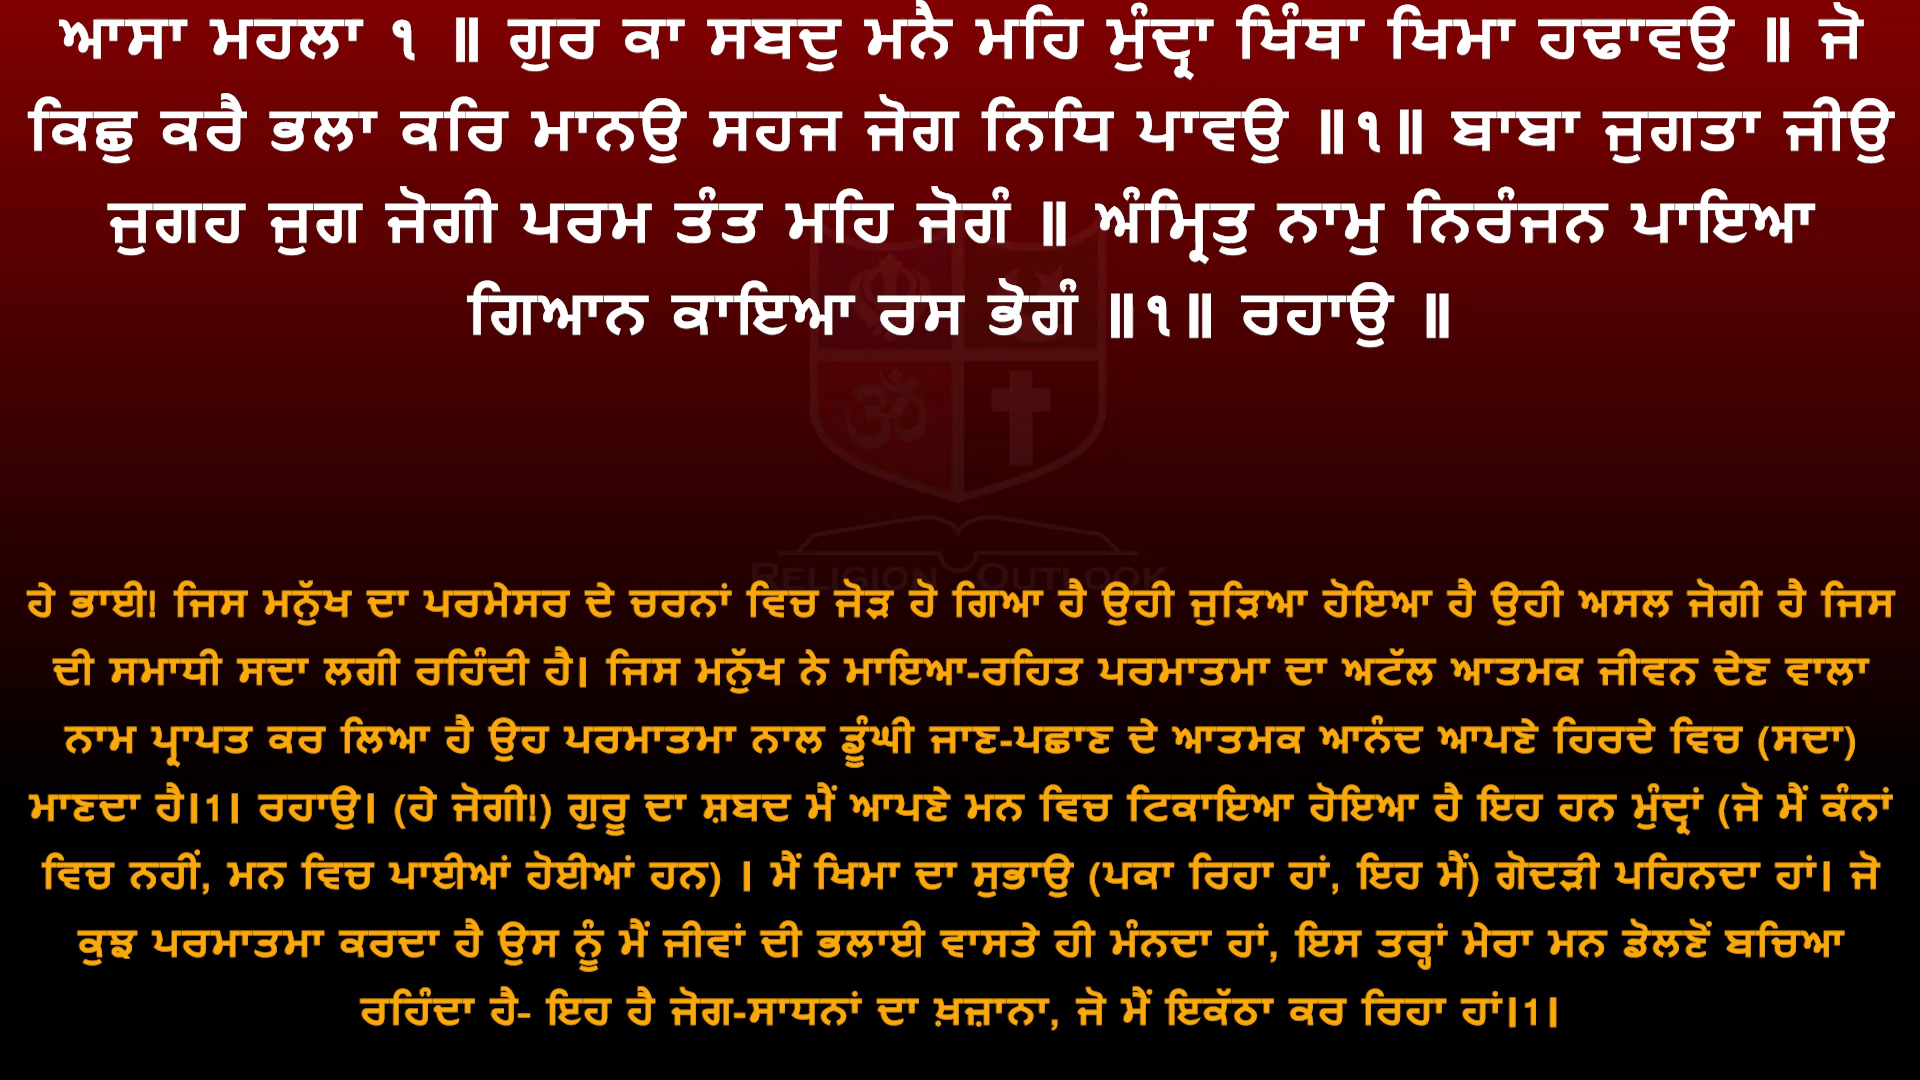 ਆਸਾ ਮਹਲਾ ੧ ॥ ਗੁਰ ਕਾ ਸਬਦੁ ਮਨੈ ਮਹਿ ਮੁੰਦ੍ਰਾ ਖਿੰਥਾ ਖਿਮਾ ਹਢਾਵਉ ॥ ਜੋ
ਕਿਛੁ ਕਰੈ ਭਲਾ ਕਰਿ ਮਾਨਉ ਸਹਜ ਜੋਗ ਨਿਧਿ ਪਾਵਉ ॥੧॥ ਬਾਬਾ ਜੁਗਤਾ ਜੀਉ
ਜੁਗਹ ਜੁਗ ਜੋਗੀ ਪਰਮ ਤੰਤ ਮਹਿ ਜੋਗੰ ॥ ਅੰਮ੍ਰਿਤੁ ਨਾਮੁ ਨਿਰੰਜਨ ਪਾਇਆ
ਗਿਆਨ ਕਾਇਆ ਰਸ ਭੋਗੰ ॥੧॥ ਰਹਾਉ ॥
RELIGION OUTLOOK
ਹੇ ਭਾਈ! ਜਿਸ ਮਨੁੱਖ ਦਾ ਪਰਮੇਸਰ ਦੇ ਚਰਨਾਂ ਵਿਚ ਜੋੜ ਹੋ ਗਿਆ ਹੈ ਉਹੀ ਜੁੜਿਆ ਹੋਇਆ ਹੈ ਉਹੀ ਅਸਲ ਜੋਗੀ ਹੈ ਜਿਸ
ਦੀ ਸਮਾਧੀ ਸਦਾ ਲਗੀ ਰਹਿੰਦੀ ਹੈ। ਜਿਸ ਮਨੁੱਖ ਨੇ ਮਾਇਆ-ਰਹਿਤ ਪਰਮਾਤਮਾ ਦਾ ਅਟੱਲ ਆਤਮਕ ਜੀਵਨ ਦੇਣ ਵਾਲਾ
ਨਾਮ ਪ੍ਰਾਪਤ ਕਰ ਲਿਆ ਹੈ ਉਹ ਪਰਮਾਤਮਾ ਨਾਲ ਡੂੰਘੀ ਜਾਣ-ਪਛਾਣ ਦੇ ਆਤਮਕ ਆਨੰਦ ਆਪਣੇ ਹਿਰਦੇ ਵਿਚ (ਸਦਾ)
ਮਾਣਦਾ ਹੈ।1। ਰਹਾਉ। (ਹੇ ਜੋਗੀ!) ਗੁਰੂ ਦਾ ਸ਼ਬਦ ਮੈਂ ਆਪਣੇ ਮਨ ਵਿਚ ਟਿਕਾਇਆ ਹੋਇਆ ਹੈ ਇਹ ਹਨ ਮੁੰਦ੍ਰਾਂ (ਜੋ ਮੈਂ ਕੰਨਾਂ
ਵਿਚ ਨਹੀਂ, ਮਨ ਵਿਚ ਪਾਈਆਂ ਹੋਈਆਂ ਹਨ) । ਮੈਂ ਖਿਮਾ ਦਾ ਸੁਭਾਉ (ਪਕਾ ਰਿਹਾ ਹਾਂ, ਇਹ ਮੈਂ) ਗੋਦੜੀ ਪਹਿਨਦਾ ਹਾਂ। ਜੋ
ਕੁਝ ਪਰਮਾਤਮਾ ਕਰਦਾ ਹੈ ਉਸ ਨੂੰ ਮੈਂ ਜੀਵਾਂ ਦੀ ਭਲਾਈ ਵਾਸਤੇ ਹੀ ਮੰਨਦਾ ਹਾਂ, ਇਸ ਤਰ੍ਹਾਂ ਮੇਰਾ ਮਨ ਡੋਲਣੋਂ ਬਚਿਆ
ਰਹਿੰਦਾ ਹੈ- ਇਹ ਹੈ ਜੋਗ-ਸਾਧਨਾਂ ਦਾ ਖ਼ਜ਼ਾਨਾ, ਜੋ ਮੈਂ ਇਕੱਠਾ ਕਰ ਰਿਹਾ ਹਾਂ।1।